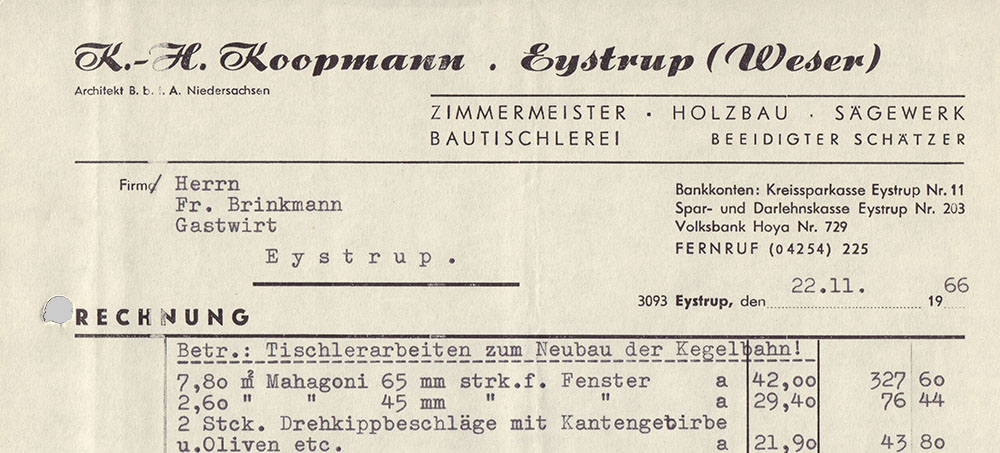 K.-H. Koopmann . Eystrup (Weser)
Architekt B. b. i. A. Niedersachsen
ZIMMERMEISTER · HOLZBAU · SÄGEWERK
BAUTISCHLEREI BEEIDIGTER SCHÄTZER
Firma/ Herrn
Fr. Brinkmann
Gastwirt
Eystrup.
Bankkonten: Kreissparkasse Eystrup Nr. 11
Spar- und Darlehnskasse Eystrup Nr. 203
Volksbank Hoya Nr. 729
FERNRUF (04254) 225
3093 Eystrup, den 22.11. 1966
RECHNUNG
Betr.: Tischlerarbeiten zum Neubau der Kegelbahn!
7,80 m² Mahagoni 65 mm strk.f. Fenster a 42,00 327 60
2,60 " " 45 mm " " a 29,40 76 44
2 Stck. Drehkippbeschläge mit Kantengetirbe
u.Oliven etc. a 21,90 43 80